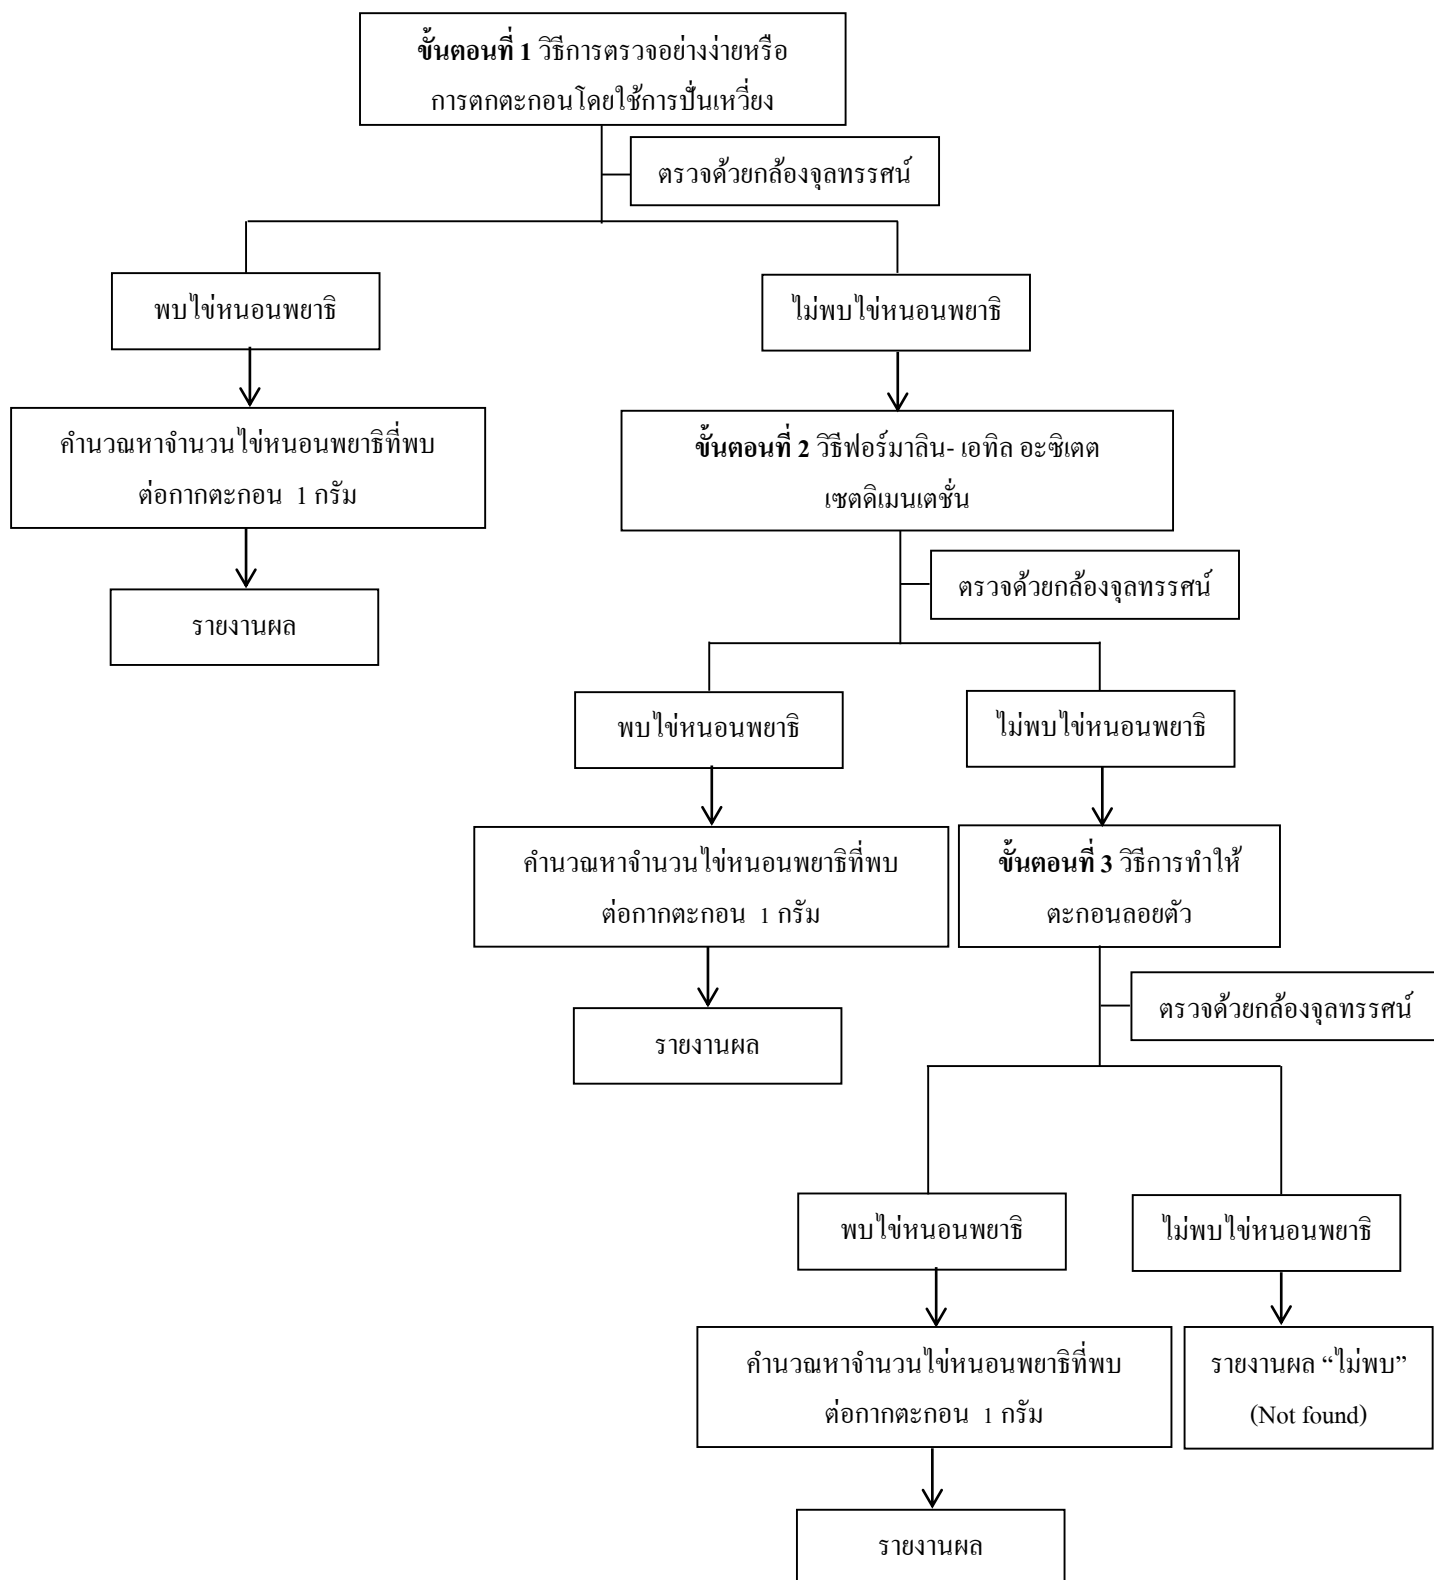 ขั้นตอนที่ 1 วิธีการตรวจอย่างง่ายหรือ
การตกตะกอนโดยใช้การปั่นเหวี่ยง
ตรวจด้วยกล้องจุลทรรศน์
พบไข่หนอนพยาธิ
ไม่พบไข่หนอนพยาธิ
คำนวณหาจำนวนไข่หนอนพยาธิที่พบ
ต่อกากตะกอน 1 กรัม
ขั้นตอนที่ 2 วิธีฟอร์มาลิน- เอทิล อะซิเตต
เซตดิเมนเตชั่น
ตรวจด้วยกล้องจุลทรรศน์
รายงานผล
พบไข่หนอนพยาธิ
ไม่พบไข่หนอนพยาธิ
คำนวณหาจำนวนไข่หนอนพยาธิที่พบ
ต่อกากตะกอน 1 กรัม
ขั้นตอนที่ 3 วิธีการทำให้
ตะกอนลอยตัว
ตรวจด้วยกล้องจุลทรรศน์
รายงานผล
พบไข่หนอนพยาธิ
ไม่พบไข่หนอนพยาธิ
คำนวณหาจำนวนไข่หนอนพยาธิที่พบ
ต่อกากตะกอน 1 กรัม
รายงานผล “ไม่พบ”
(Not found)
รายงานผล